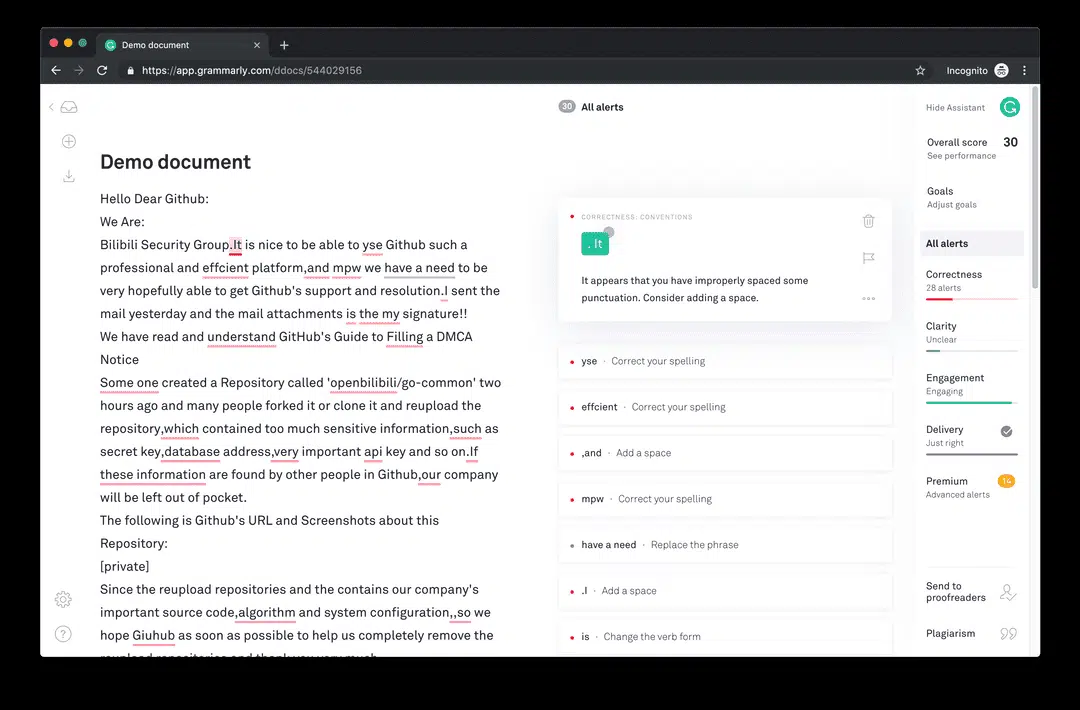 Demo document
https://app.grammarly.com/ddocs/544029156
Incognito
Demo document
Hello Dear Github:
We Are:
Bilibili Security Group.It is nice to be able to yse Github such a
professional and effcient platform,and mpw we have a need to be
very hopefully able to get Github's support and resolution.I sent the
mail yesterday and the mail attachments is the my signature!!
We have read and understand GitHub's Guide to Filling a DMCA
Notice
Some one created a Repository called 'openbilibili/go-common' two
hours ago and many people forked it or clone it and reupload the
repository,which contained too much sensitive information,such as
secret key,database address,very important api key and so on.If
these information are found by other people in Github,our company
will be left out of pocket.
The following is Github's URL and Screenshots about this
Repository:
[private]
Since the reupload repositories and the contains our company's
important source code,algorithm and system configuration,,so we
hope Giuhub as soon as possible to help us completely remove the
reupload repositories and thank you very much
30 All alerts
CORRECTNESS: CONVENTIONS
. It
It appears that you have improperly spaced some
punctuation. Consider adding a space.
yse · Correct your spelling
effcient · Correct your spelling
,and · Add a space
mpw · Correct your spelling
have a need · Replace the phrase
.I · Add a space
is · Change the verb form
Hide Assistant
Overall score 30
See performance
Goals
Adjust goals
All alerts
Correctness
28 alerts
Clarity
Unclear
Engagement
Engaging
Delivery
Just right
Premium 14
Advanced alerts
Send to
proofreaders
Plagiarism